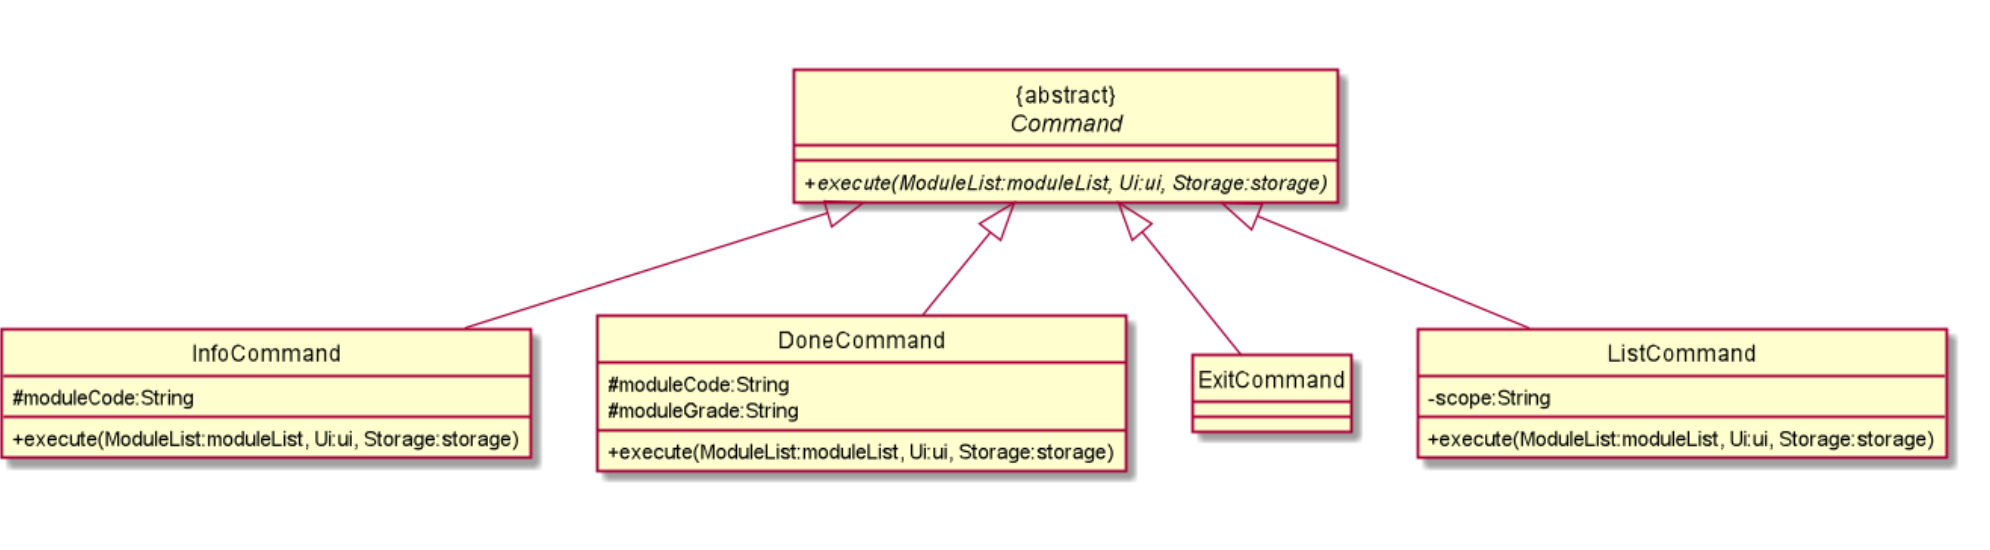 {abstract}
Command
+execute(ModuleList:moduleList, Ui:ui, Storage:storage)
InfoCommand
#moduleCode:String
+execute(ModuleList:moduleList, Ui:ui, Storage:storage)
DoneCommand
#moduleCode:String
#moduleGrade:String
+execute(ModuleList:moduleList, Ui:ui, Storage:storage)
ExitCommand
ListCommand
-scope:String
+execute(ModuleList:moduleList, Ui:ui, Storage:storage)